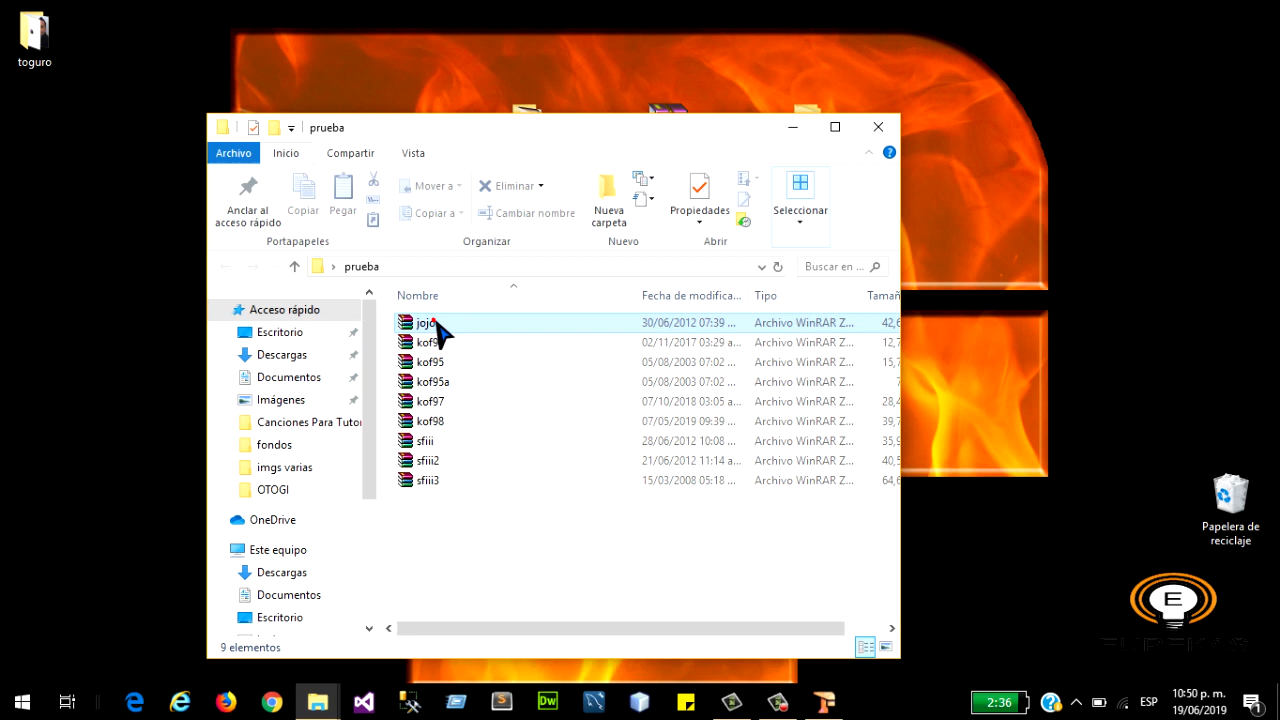 toguro
prueba
Archivo Inicio Compartir Vista
Anclar al acceso rápido
Copiar
Pegar
Mover a
Copiar a
Eliminar
Cambiar nombre
Nueva carpeta
Propiedades
Seleccionar
Portapapeles Organizar Nuevo Abrir
prueba
Buscar en ...
Nombre Fecha de modifica... Tipo Tamañ
30/06/2012 07:39 ... Archivo WinRAR Z... 42,6
02/11/2017 03:29 a... Archivo WinRAR Z... 12,7
kof95 05/08/2003 07:02 ... Archivo WinRAR Z... 15,7
kof95a 05/08/2003 07:02 ... Archivo WinRAR Z... 7
kof97 07/10/2018 03:05 a... Archivo WinRAR Z... 28,4
kof98 07/05/2019 09:39 ... Archivo WinRAR Z... 39,7
sfiii 28/06/2012 10:08 ... Archivo WinRAR Z... 35,9
sfiii2 21/06/2012 11:14 a... Archivo WinRAR Z... 40,5
sfiii3 15/03/2008 05:18 ... Archivo WinRAR Z... 64,6
Acceso rápido
Escritorio
Descargas
Documentos
Imágenes
Canciones Para Tutor
fondos
imgs varias
OTOGI
OneDrive
Este equipo
Descargas
Documentos
Escritorio
9 elementos
Papelera de
reciclaje
E
Dw
2:36
ESP
10:50 p. m.
19/06/2019
1